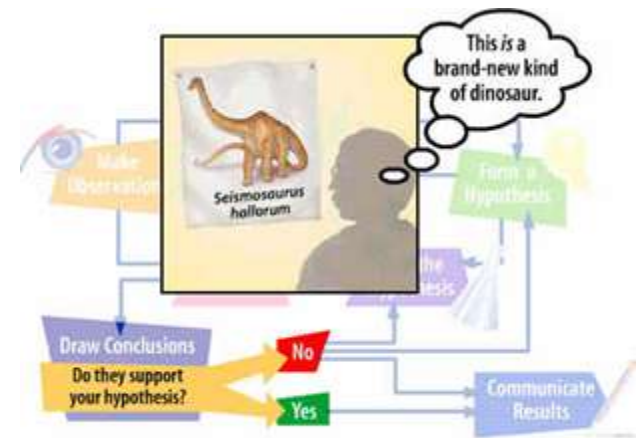 This is a
brand-new kind
of dinosaur.
Seismosaurus
hallorum
Make
Observation
Form a
Hypothesis
the
Draw Conclusions
Do they support
your hypothesis?
No
Yes
Communicate
Results